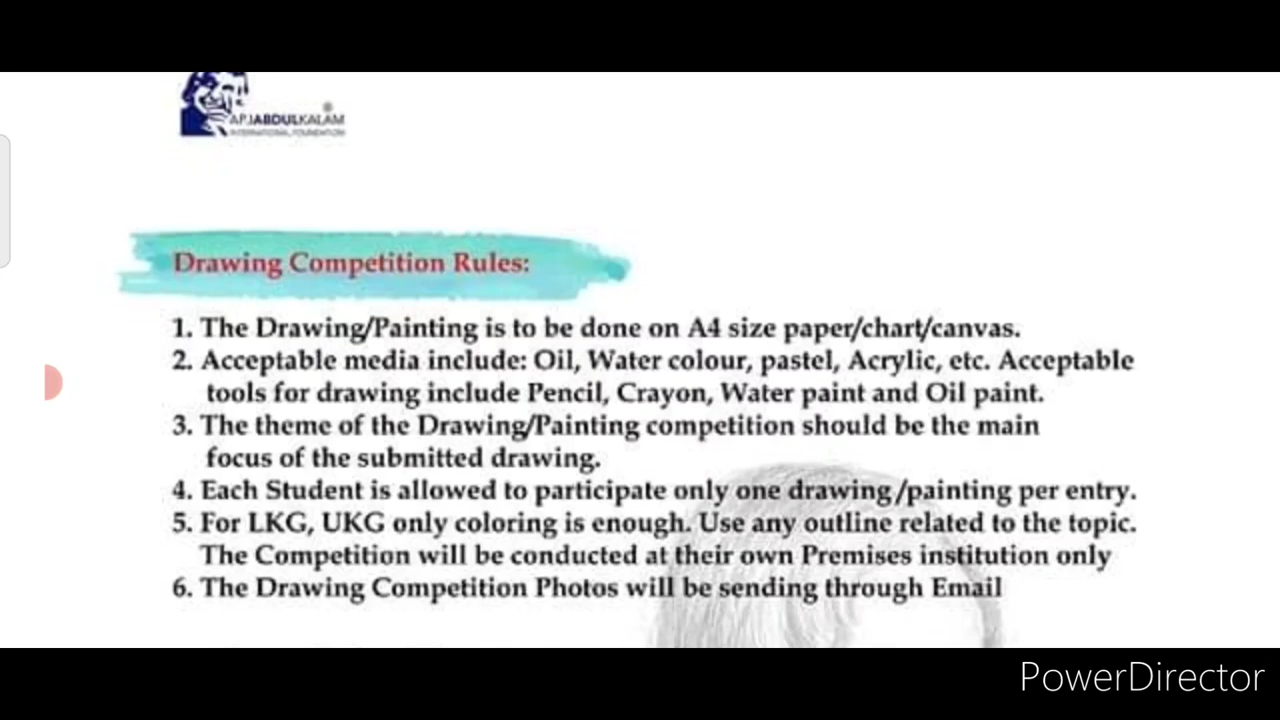 APJABDULKALAM
INTERNATIONAL FOUNDATION
Drawing Competition Rules:
1. The Drawing/Painting is to be done on A4 size paper/chart/canvas.
2. Acceptable media include: Oil, Water colour, pastel, Acrylic, etc. Acceptable
tools for drawing include Pencil, Crayon, Water paint and Oil paint.
3. The theme of the Drawing/Painting competition should be the main
focus of the submitted drawing.
4. Each Student is allowed to participate only one drawing/painting per entry.
5. For LKG, UKG only coloring is enough. Use any outline related to the topic.
The Competition will be conducted at their own Premises institution only
6. The Drawing Competition Photos will be sending through Email
PowerDirector